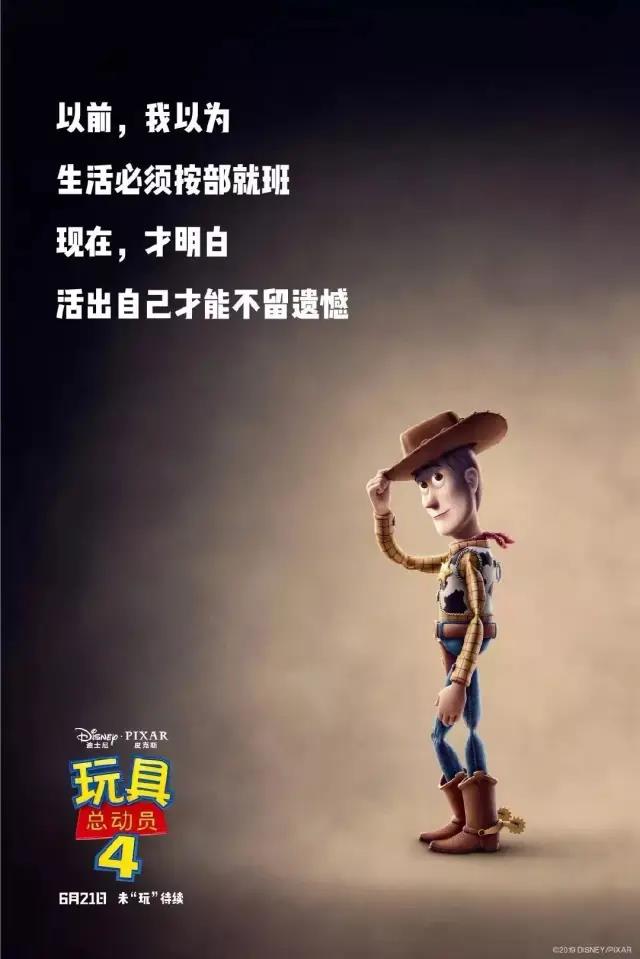 以前，我以为
生活必须按部就班
现在，才明白
活出自己才能不留遗憾
Disney · PIXAR
迪士尼 皮克斯
玩具
总动员
4
6月21日 未“玩”待续
©2019 DISNEY/PIXAR